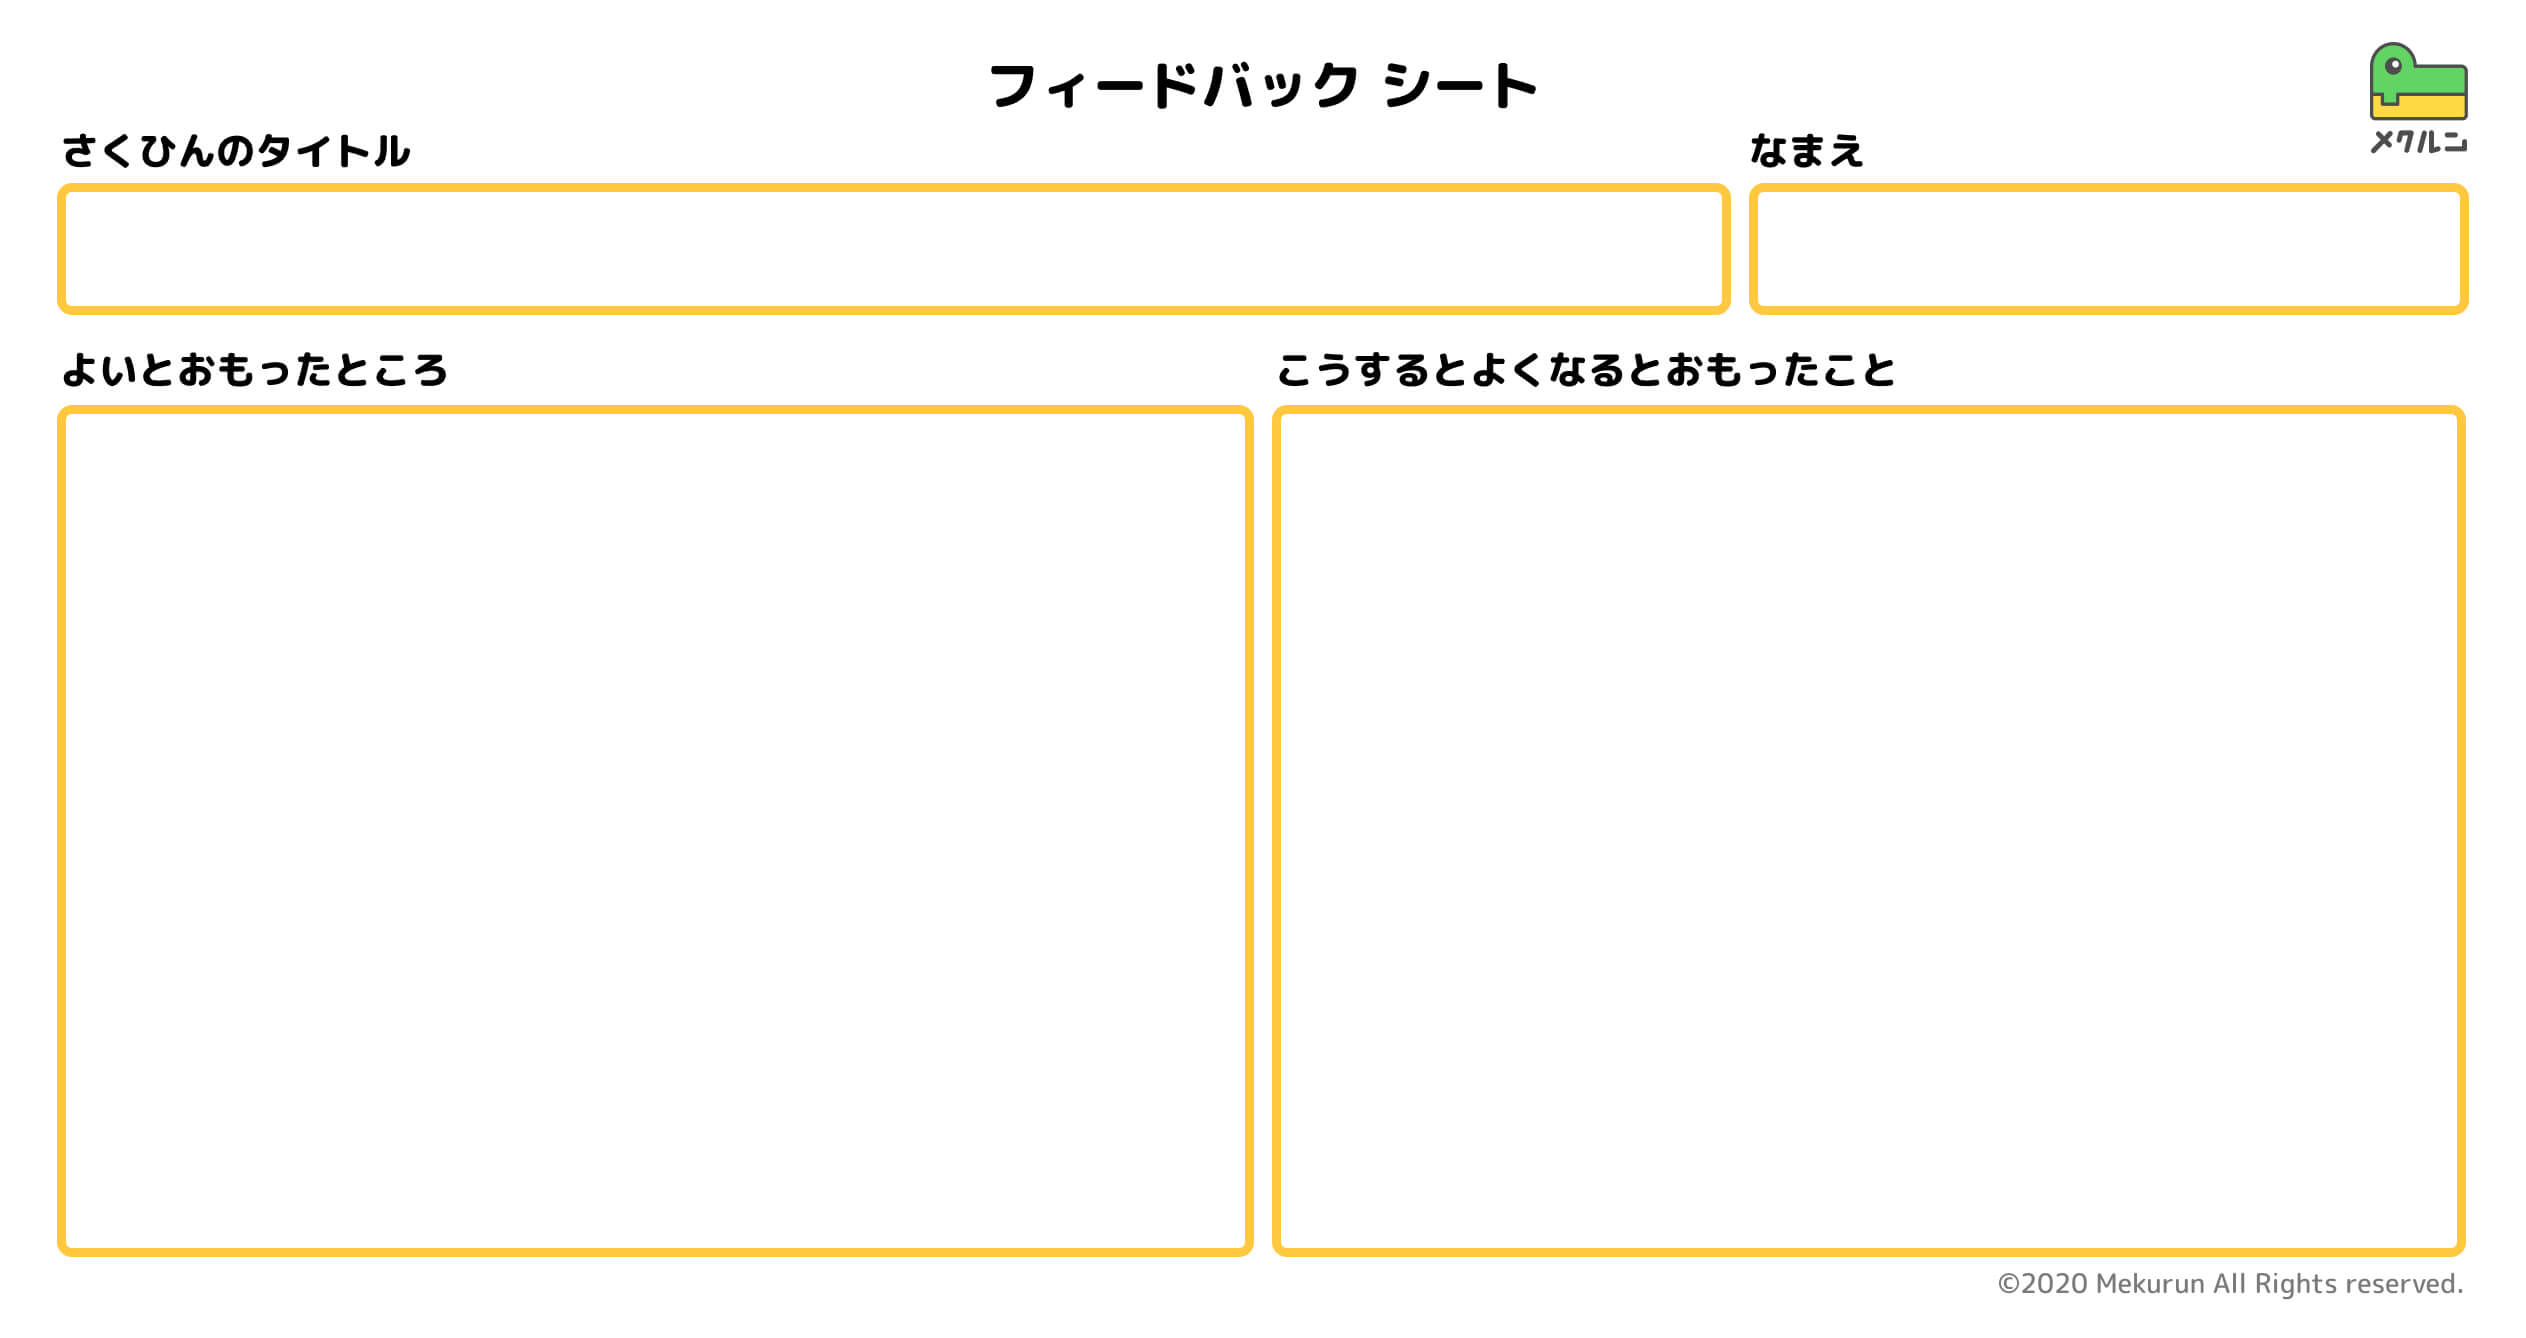 フィードバック シート
メクルン
さくひんのタイトル
なまえ
よいとおもったところ
こうするとよくなるとおもったこと
©2020 Mekurun All Rights reserved.